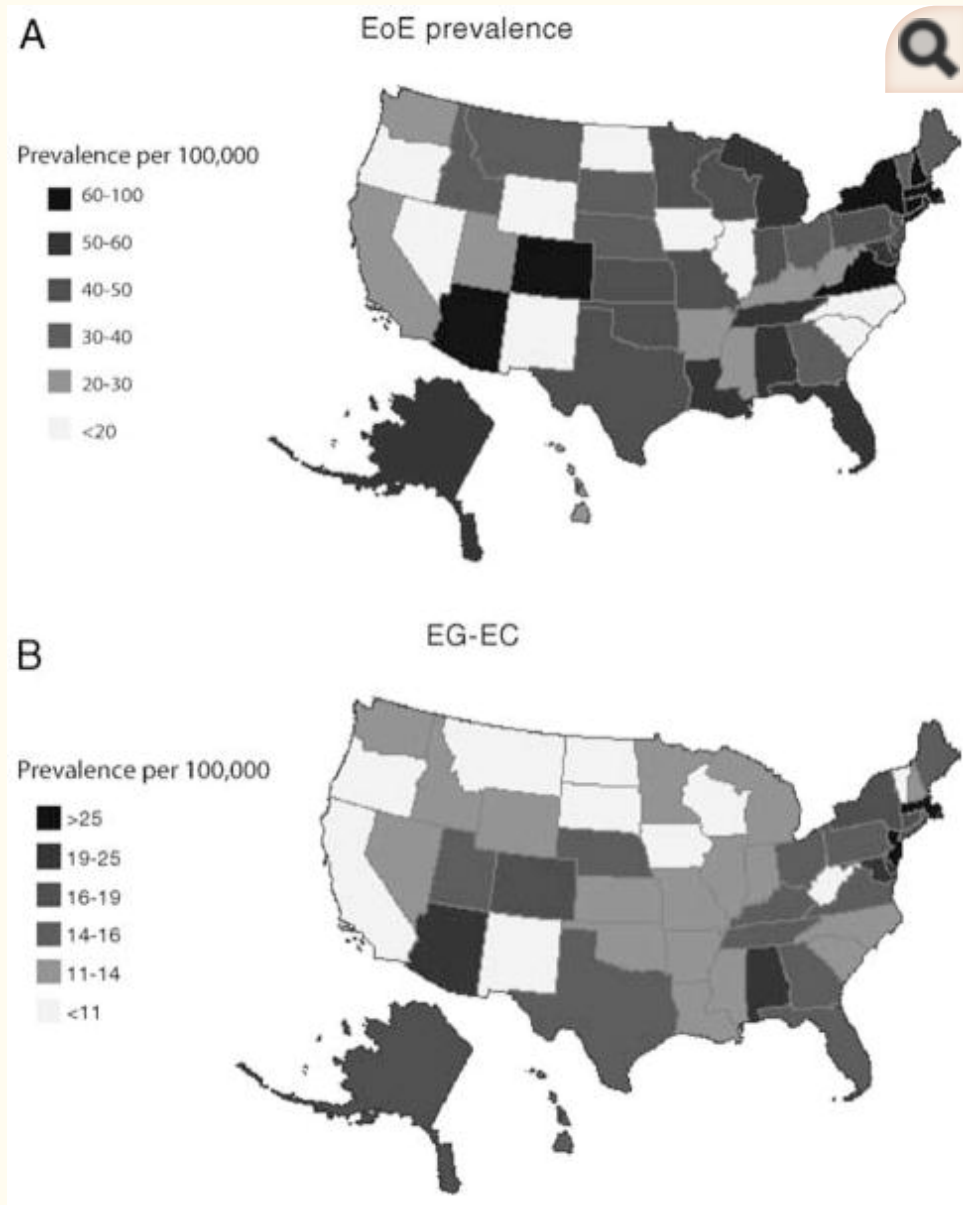 A
EoE prevalence
Prevalence per 100,000
60-100
50-60
40-50
30-40
20-30
<20
B
EG-EC
Prevalence per 100,000
>25
19-25
16-19
14-16
11-14
<11